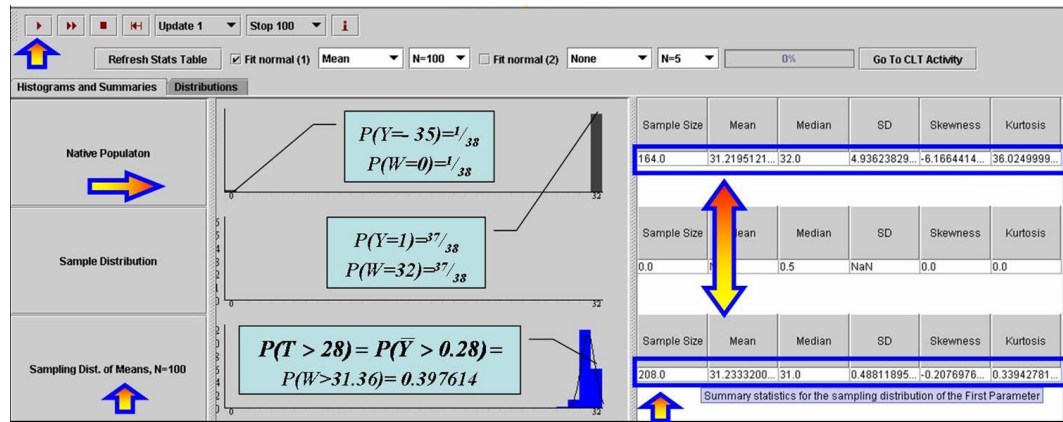 Update 1 Stop 100 i
Refresh Stats Table Fit normal (1) Mean N=100 Fit normal (2) None N=5 0% Go To CLT Activity
Histograms and Summaries Distributions
Native Populaton
P(Y=- 35)=1/38
P(W=0)=1/38
0 32
Sample Size Mean Median SD Skewness Kurtosis
164.0 31.2195121... 32.0 4.93623829... -6.1664414... 36.0249999...
Sample Distribution
P(Y=1)=37/38
P(W=32)=37/38
0 32
Sample Size Mean Median SD Skewness Kurtosis
0.0 0.5 NaN 0.0 0.0
Sampling Dist. of Means, N=100
P(T > 28)= P(Y̅ > 0.28)=
P(W>31.36)= 0.397614
0 32
Sample Size Mean Median SD Skewness Kurtosis
208.0 31.2333200... 31.0 0.48811895... -0.2076976... 0.33942781...
Summary statistics for the sampling distribution of the First Parameter